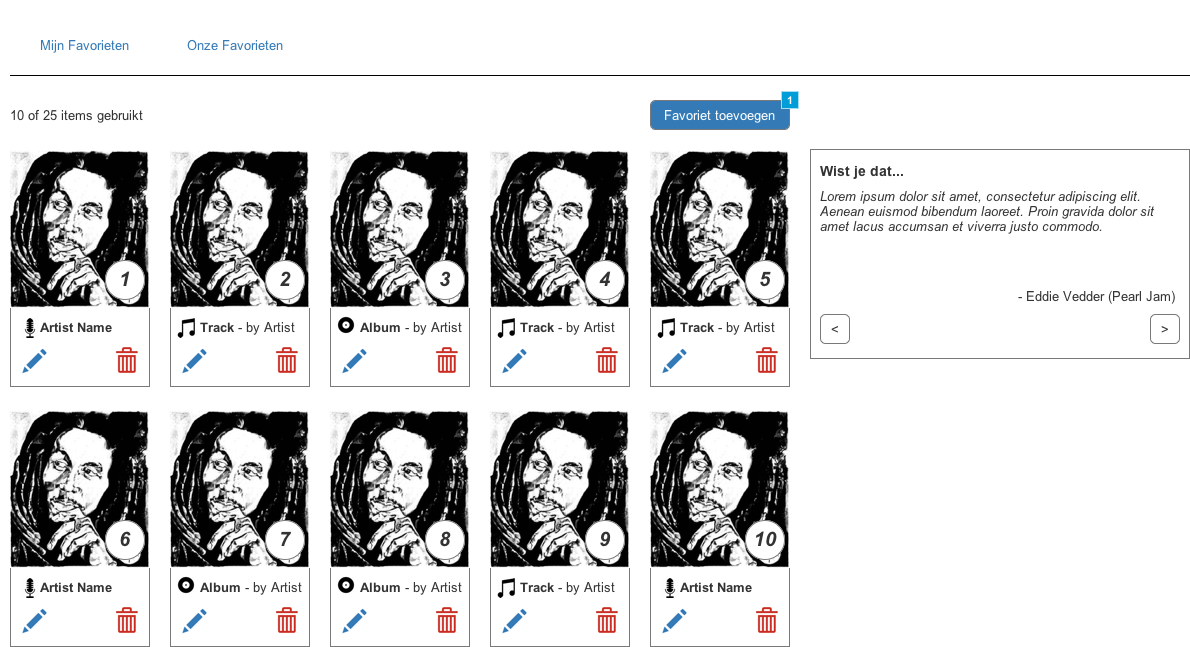 Mijn Favorieten Onze Favorieten
10 of 25 items gebruikt
Favoriet toevoegen
1
1 2 3 4 5
Artist Name Track - by Artist Album - by Artist Track - by Artist Track - by Artist
Wist je dat...
Lorem ipsum dolor sit amet, consectetur adipiscing elit.
Aenean euismod bibendum laoreet. Proin gravida dolor sit
amet lacus accumsan et viverra justo commodo.
- Eddie Vedder (Pearl Jam)
< >
6 7 8 9 10
Artist Name Album - by Artist Album - by Artist Track - by Artist Artist Name